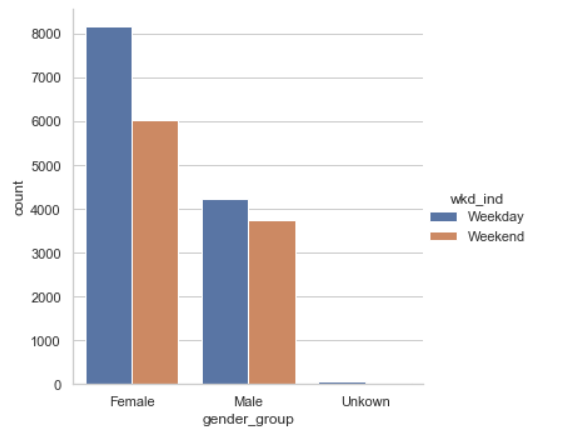 8000
7000
6000
5000
4000
3000
2000
1000
0
count
Female Male Unkown
gender_group
wkd_ind
Weekday
Weekend